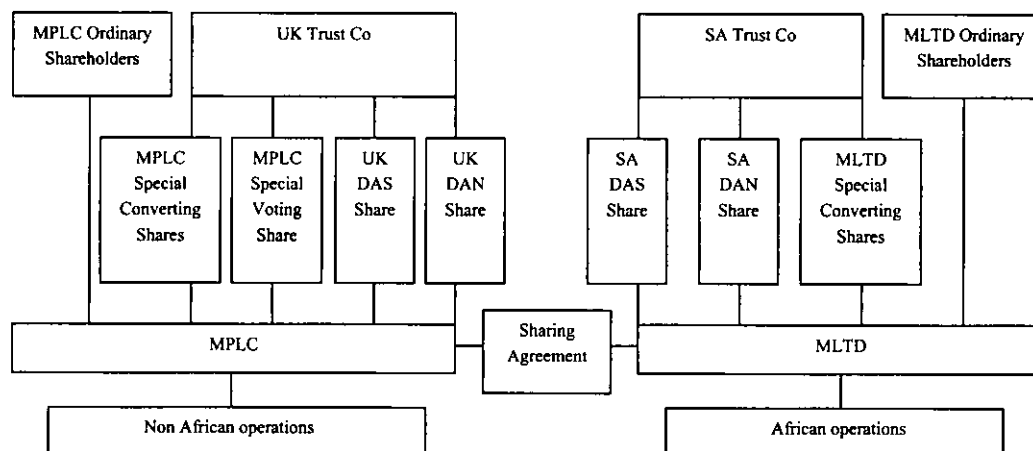 MPLC Ordinary
Shareholders
UK Trust Co
SA Trust Co
MLTD Ordinary
Shareholders
MPLC
Special
Converting
Shares
MPLC
Special
Voting
Share
UK
DAS
Share
UK
DAN
Share
SA
DAS
Share
SA
DAN
Share
MLTD
Special
Converting
Shares
MPLC
Sharing
Agreement
MLTD
Non African operations
African operations